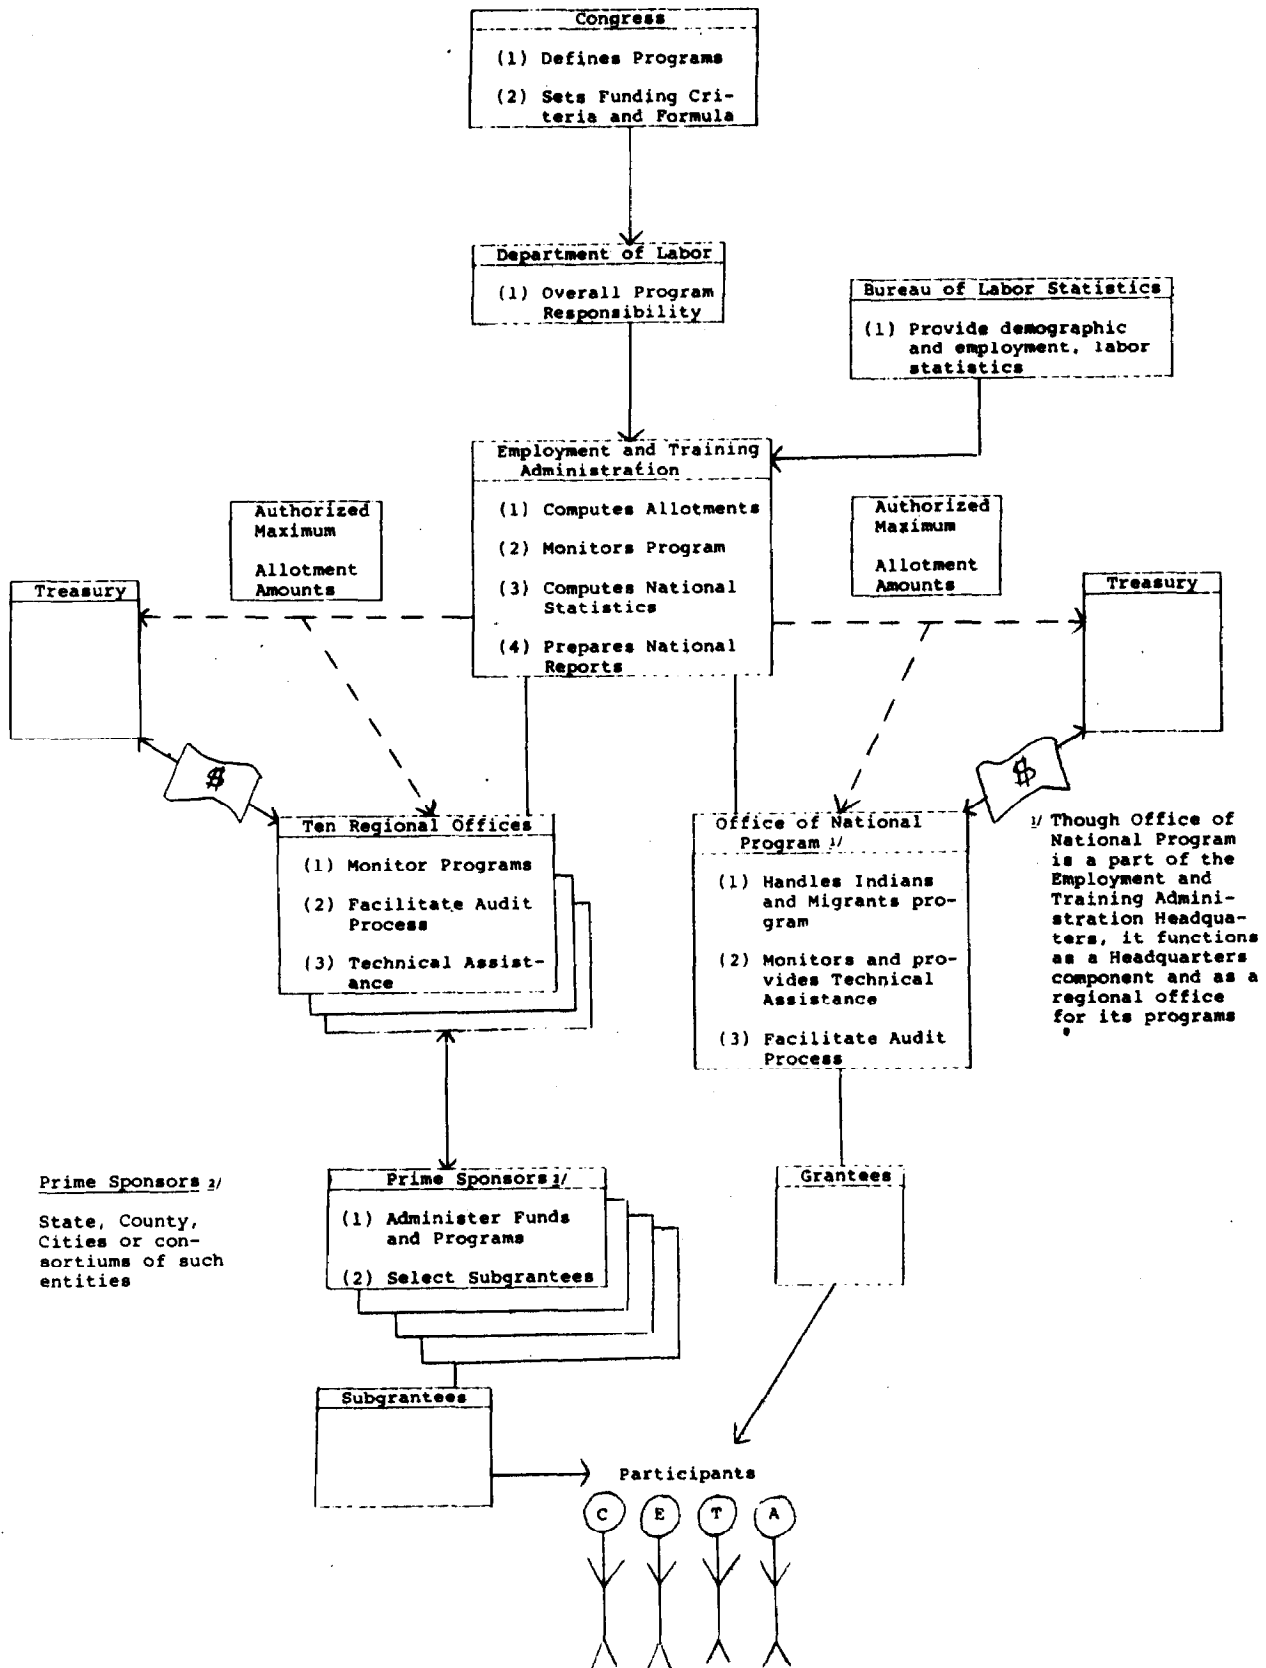 Congress
(1) Defines Programs
(2) Sets Funding Cri-
teria and Formula
Department of Labor
(1) Overall Program
Responsibility
Bureau of Labor Statistics
(1) Provide demographic
and employment, labor
statistics
Employment and Training
Administration
(1) Computes Allotments
(2) Monitors Program
(3) Computes National
Statistics
(4) Prepares National
Reports
Authorized
Maximum
Allotment
Amounts
Authorized
Maximum
Allotment
Amounts
Treasury
Treasury
$
$
Ten Regional Offices
(1) Monitor Programs
(2) Facilitate Audit
Process
(3) Technical Assist-
ance
Office of National
Program 1/
(1) Handles Indians
and Migrants pro-
gram
(2) Monitors and pro-
vides Technical
Assistance
(3) Facilitate Audit
Process
1/ Though Office of
National Program
is a part of the
Employment and
Training Admini-
stration Headqua-
ters, it functions
as a Headquarters
component and as a
regional office
for its programs
Prime Sponsors 2/
State, County,
Cities or con-
sortiums of such
entities
Prime Sponsors 2/
(1) Administer Funds
and Programs
(2) Select Subgrantees
Grantees
Subgrantees
Participants
C E T A